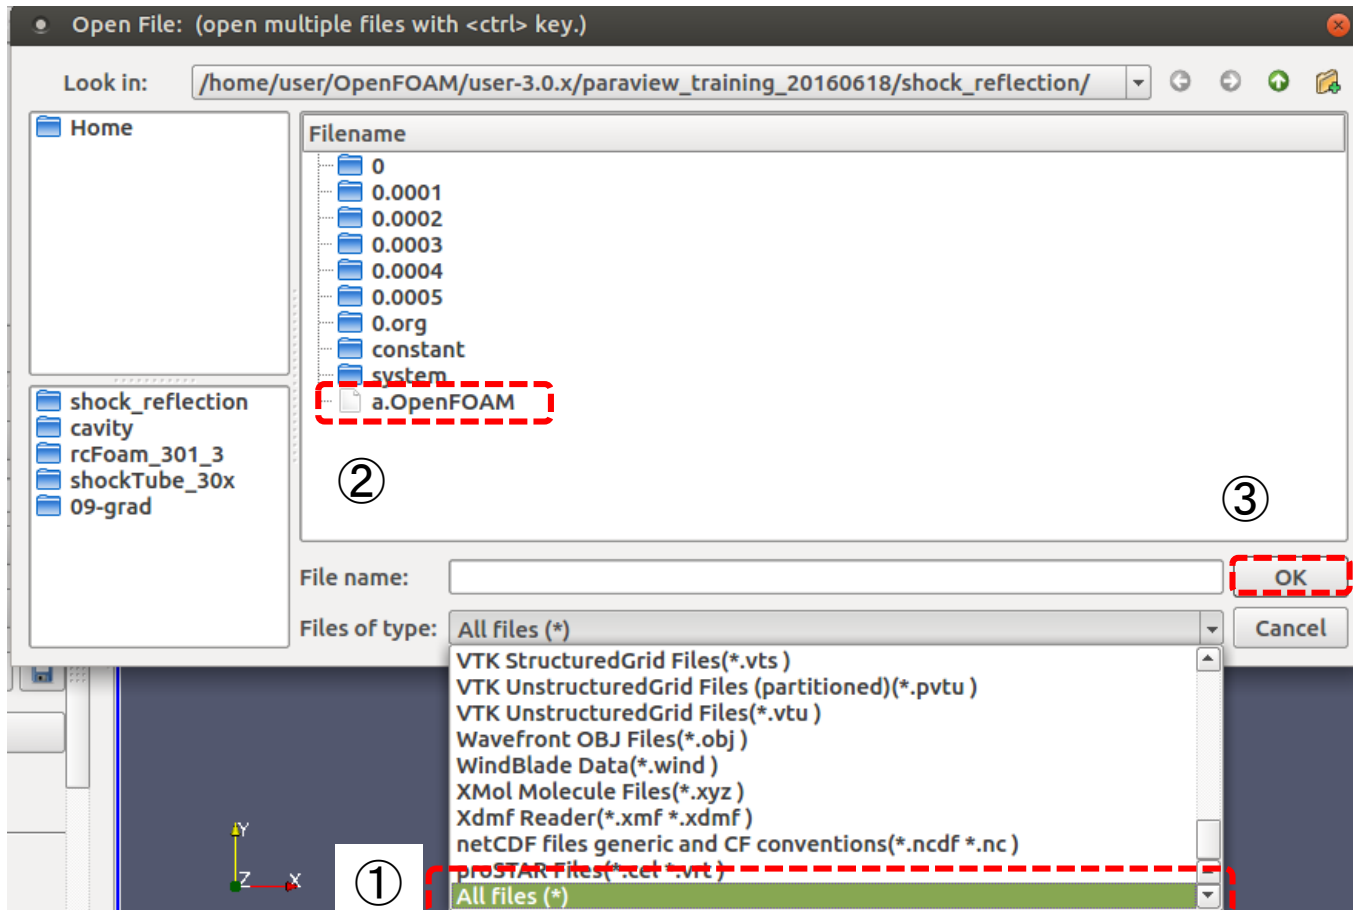 Open File:  (open multiple files with <ctrl> key.)
Look in: /home/user/OpenFOAM/user-3.0.x/paraview_training_20160618/shock_reflection/
Home
Filename
0
0.0001
0.0002
0.0003
0.0004
0.0005
0.org
constant
system
a.OpenFOAM
shock_reflection
cavity
rcFoam_301_3
shockTube_30x
09-grad
②
③
File name:
OK
Files of type: All files (*)
Cancel
VTK StructuredGrid Files(*.vts )
VTK UnstructuredGrid Files (partitioned)(*.pvtu )
VTK UnstructuredGrid Files(*.vtu )
Wavefront OBJ Files(*.obj )
WindBlade Data(*.wind )
XMol Molecule Files(*.xyz )
Xdmf Reader(*.xmf *.xdmf )
netCDF files generic and CF conventions(*.ncdf *.nc )
proSTAR Files(*.cel *.vrt )
All files (*)
①
Y
Z
X